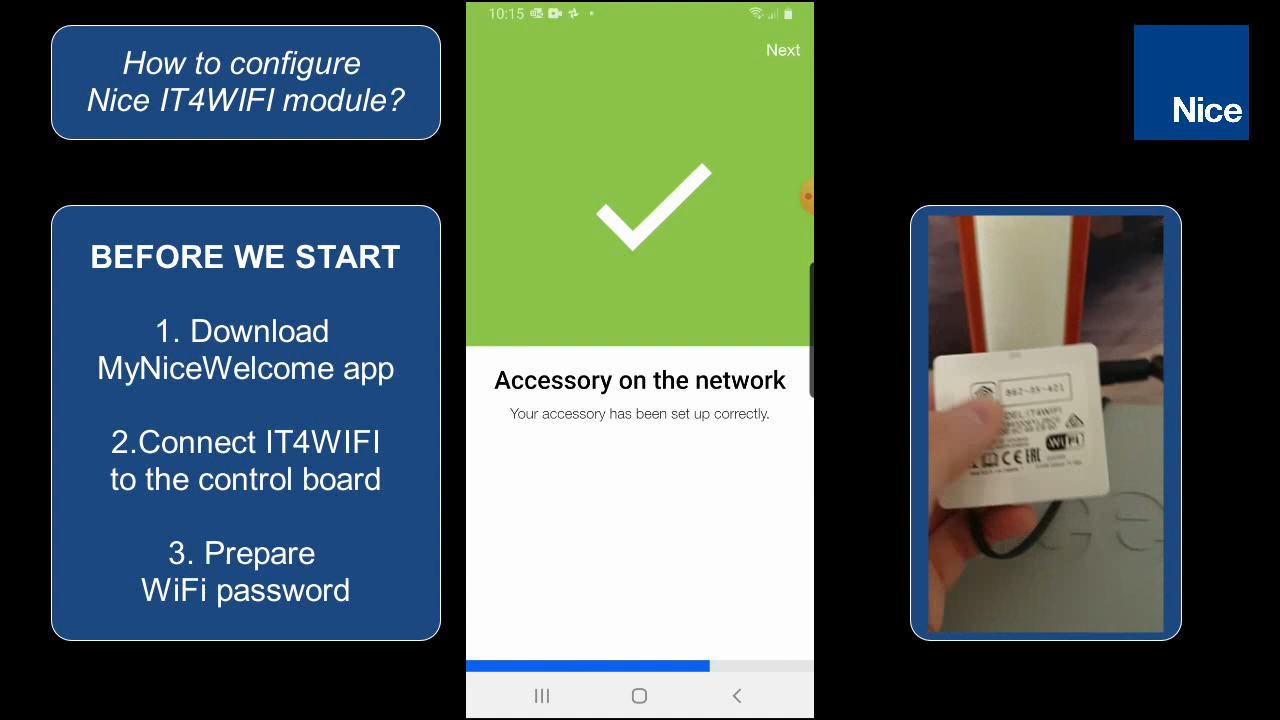 How to configure
Nice IT4WIFI module?
BEFORE WE START
1. Download
MyNiceWelcome app
2.Connect IT4WIFI
to the control board
3. Prepare
WiFi password
10:15
Next
Accessory on the network
Your accessory has been set up correctly.
Nice
IT4WIFI
WiFi
CE EAC